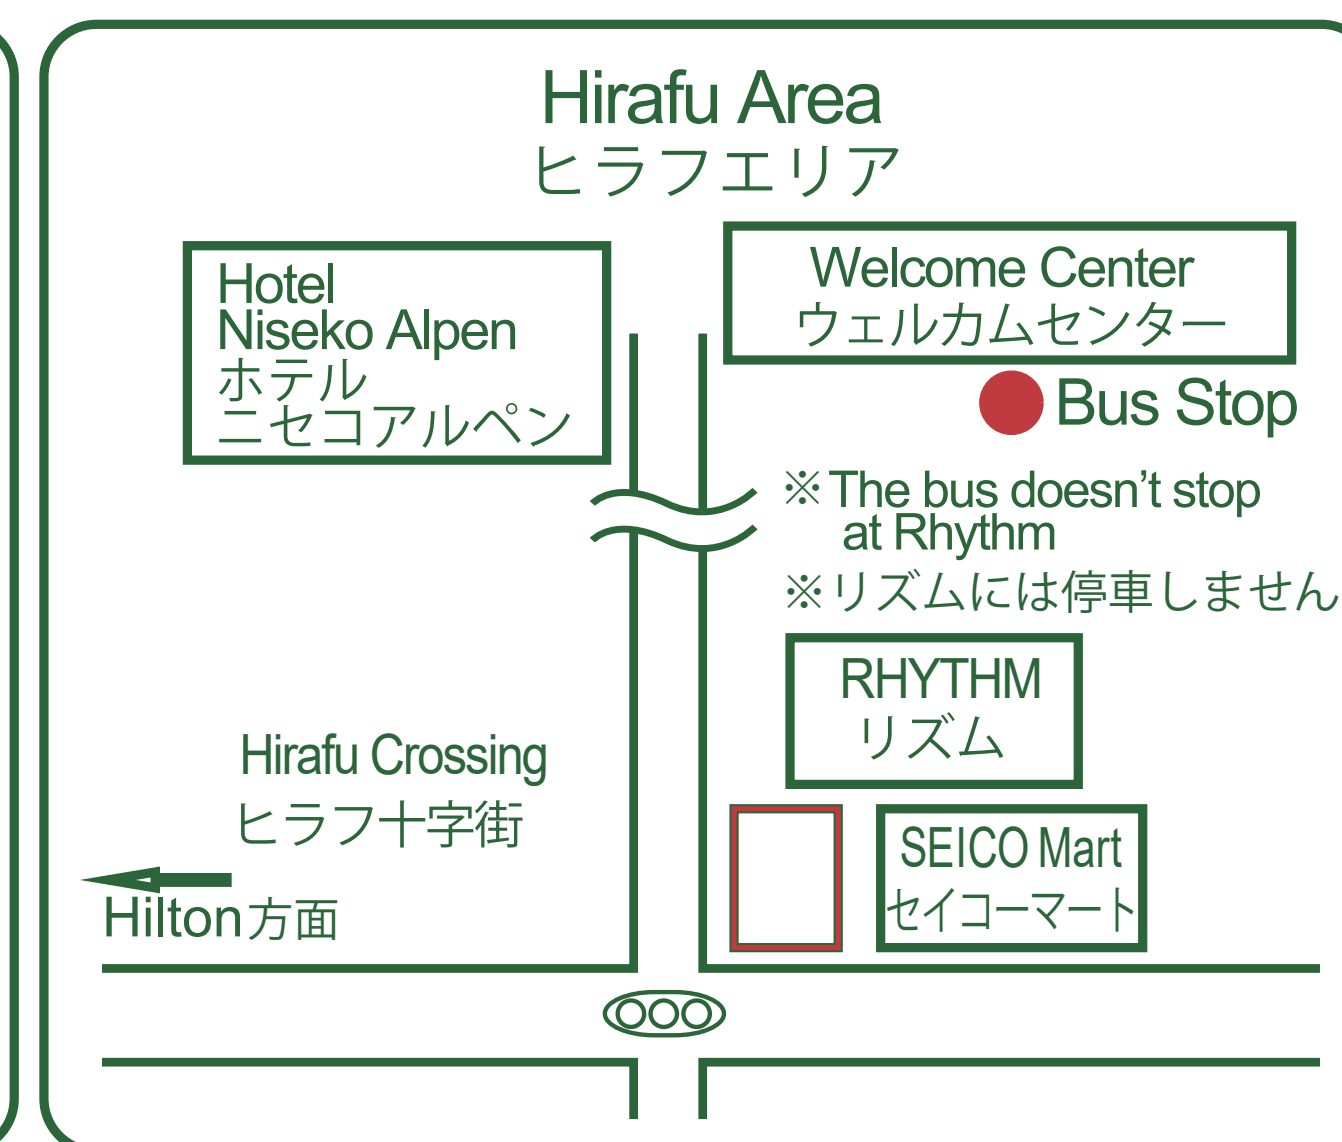 Hirafu Area
ヒラフエリア
Hotel
Niseko Alpen
ホテル
ニセコアルペン
Welcome Center
ウェルカムセンター
Bus Stop
※The bus doesn't stop
at Rhythm
※リズムには停車しません
RHYTHM
リズム
Hirafu Crossing
ヒラフ十字街
SEICO Mart
セイコーマート
Hilton方面